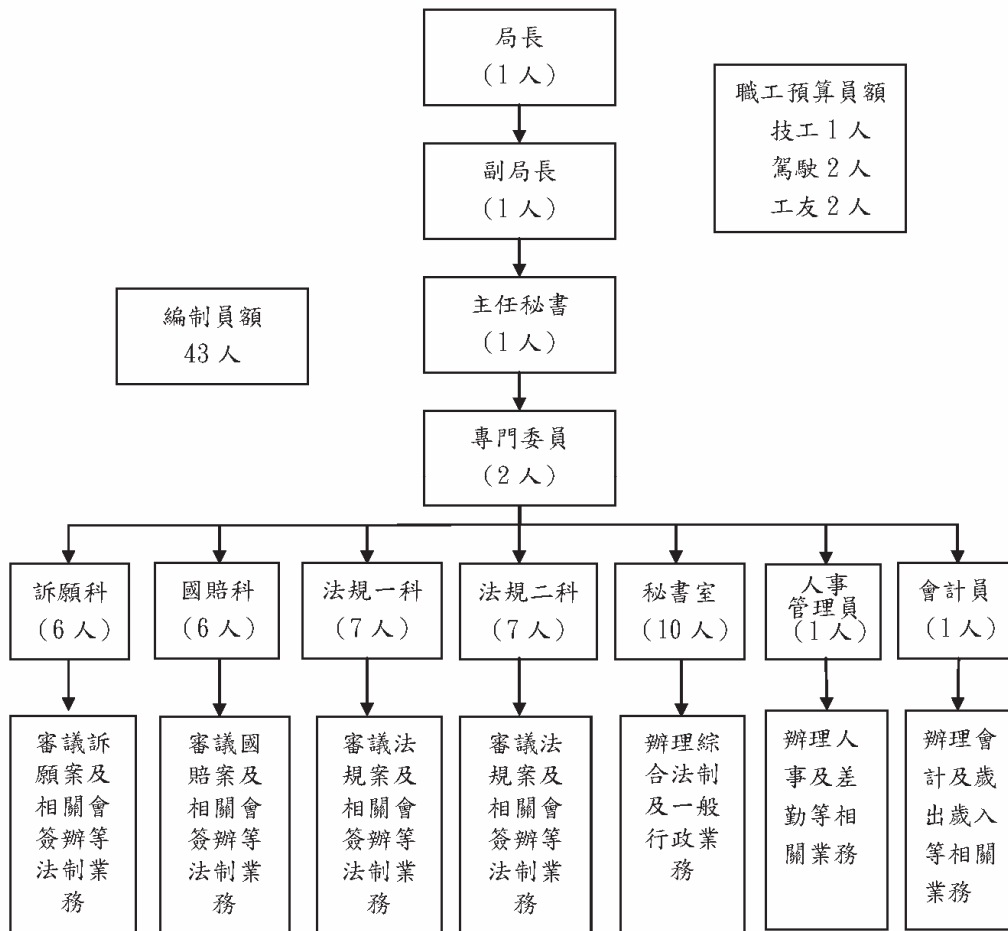 局長
(1人)
職工預算員額
技工1人
駕駛2人
工友2人
副局長
(1人)
編制員額
43人
主任秘書
(1人)
專門委員
(2人)
訴願科
(6人)
國賠科
(6人)
法規一科
(7人)
法規二科
(7人)
秘書室
(10人)
人事
管理員
(1人)
會計員
(1人)
審議訴
願案及
相關會
簽辦等
法制業
務
審議國
賠案及
相關會
簽辦等
法制業
務
審議法
規案及
相關會
簽辦等
法制業
務
審議法
規案及
相關會
簽辦等
法制業
務
辦理綜
合法制
及一般
行政業
務
辦理人
事及差
勤等相
關業務
辦理會
計及歲
出歲入
等相關
業務